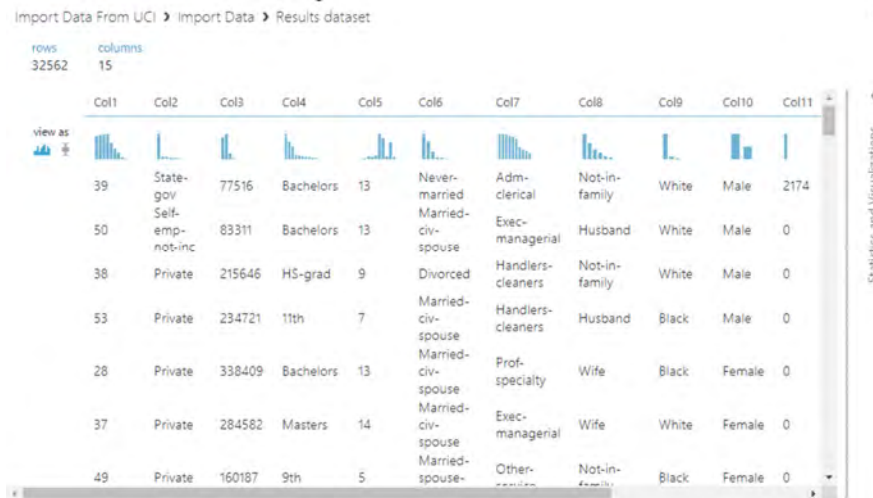 Import Data From UCI › Import Data › Results dataset
rows columns
32562 15
Col1 Col2 Col3 Col4 Col5 Col6 Col7 Col8 Col9 Col10 Col11
view as
39 State-gov 77516 Bachelors 13 Never-married Adm-clerical Not-in-family White Male 2174
50 Self-emp-not-inc 83311 Bachelors 13 Married-civ-spouse Exec-managerial Husband White Male 0
38 Private 215646 HS-grad 9 Divorced Handlers-cleaners Not-in-family White Male 0
53 Private 234721 11th 7 Married-civ-spouse Handlers-cleaners Husband Black Male 0
28 Private 338409 Bachelors 13 Married-civ-spouse Prof-specialty Wife Black Female 0
37 Private 284582 Masters 14 Married-civ-spouse Exec-managerial Wife White Female 0
49 Private 160187 9th 5 Married-spouse- Other- Not-in- Black Female 0
Statistics and Visualizations